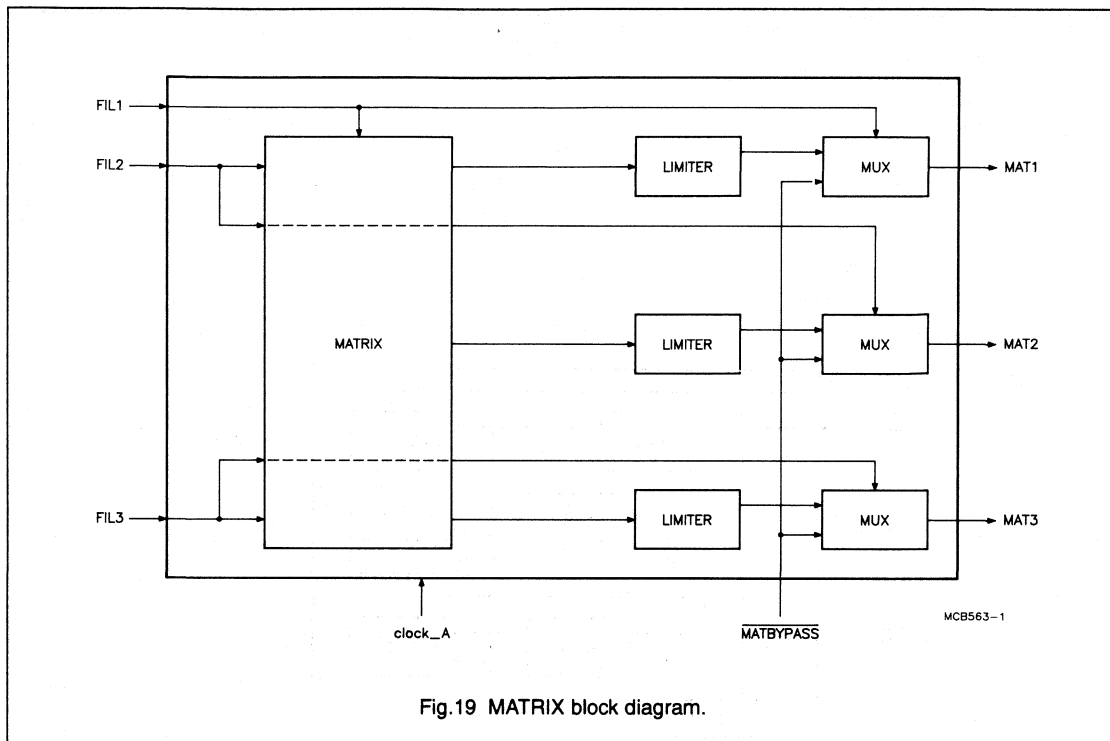 FIL1
FIL2
LIMITER
MUX
MAT1
MATRIX
LIMITER
MUX
MAT2
FIL3
LIMITER
MUX
MAT3
clock_A
MATBYPASS
MCB563-1
Fig.19 MATRIX block diagram.